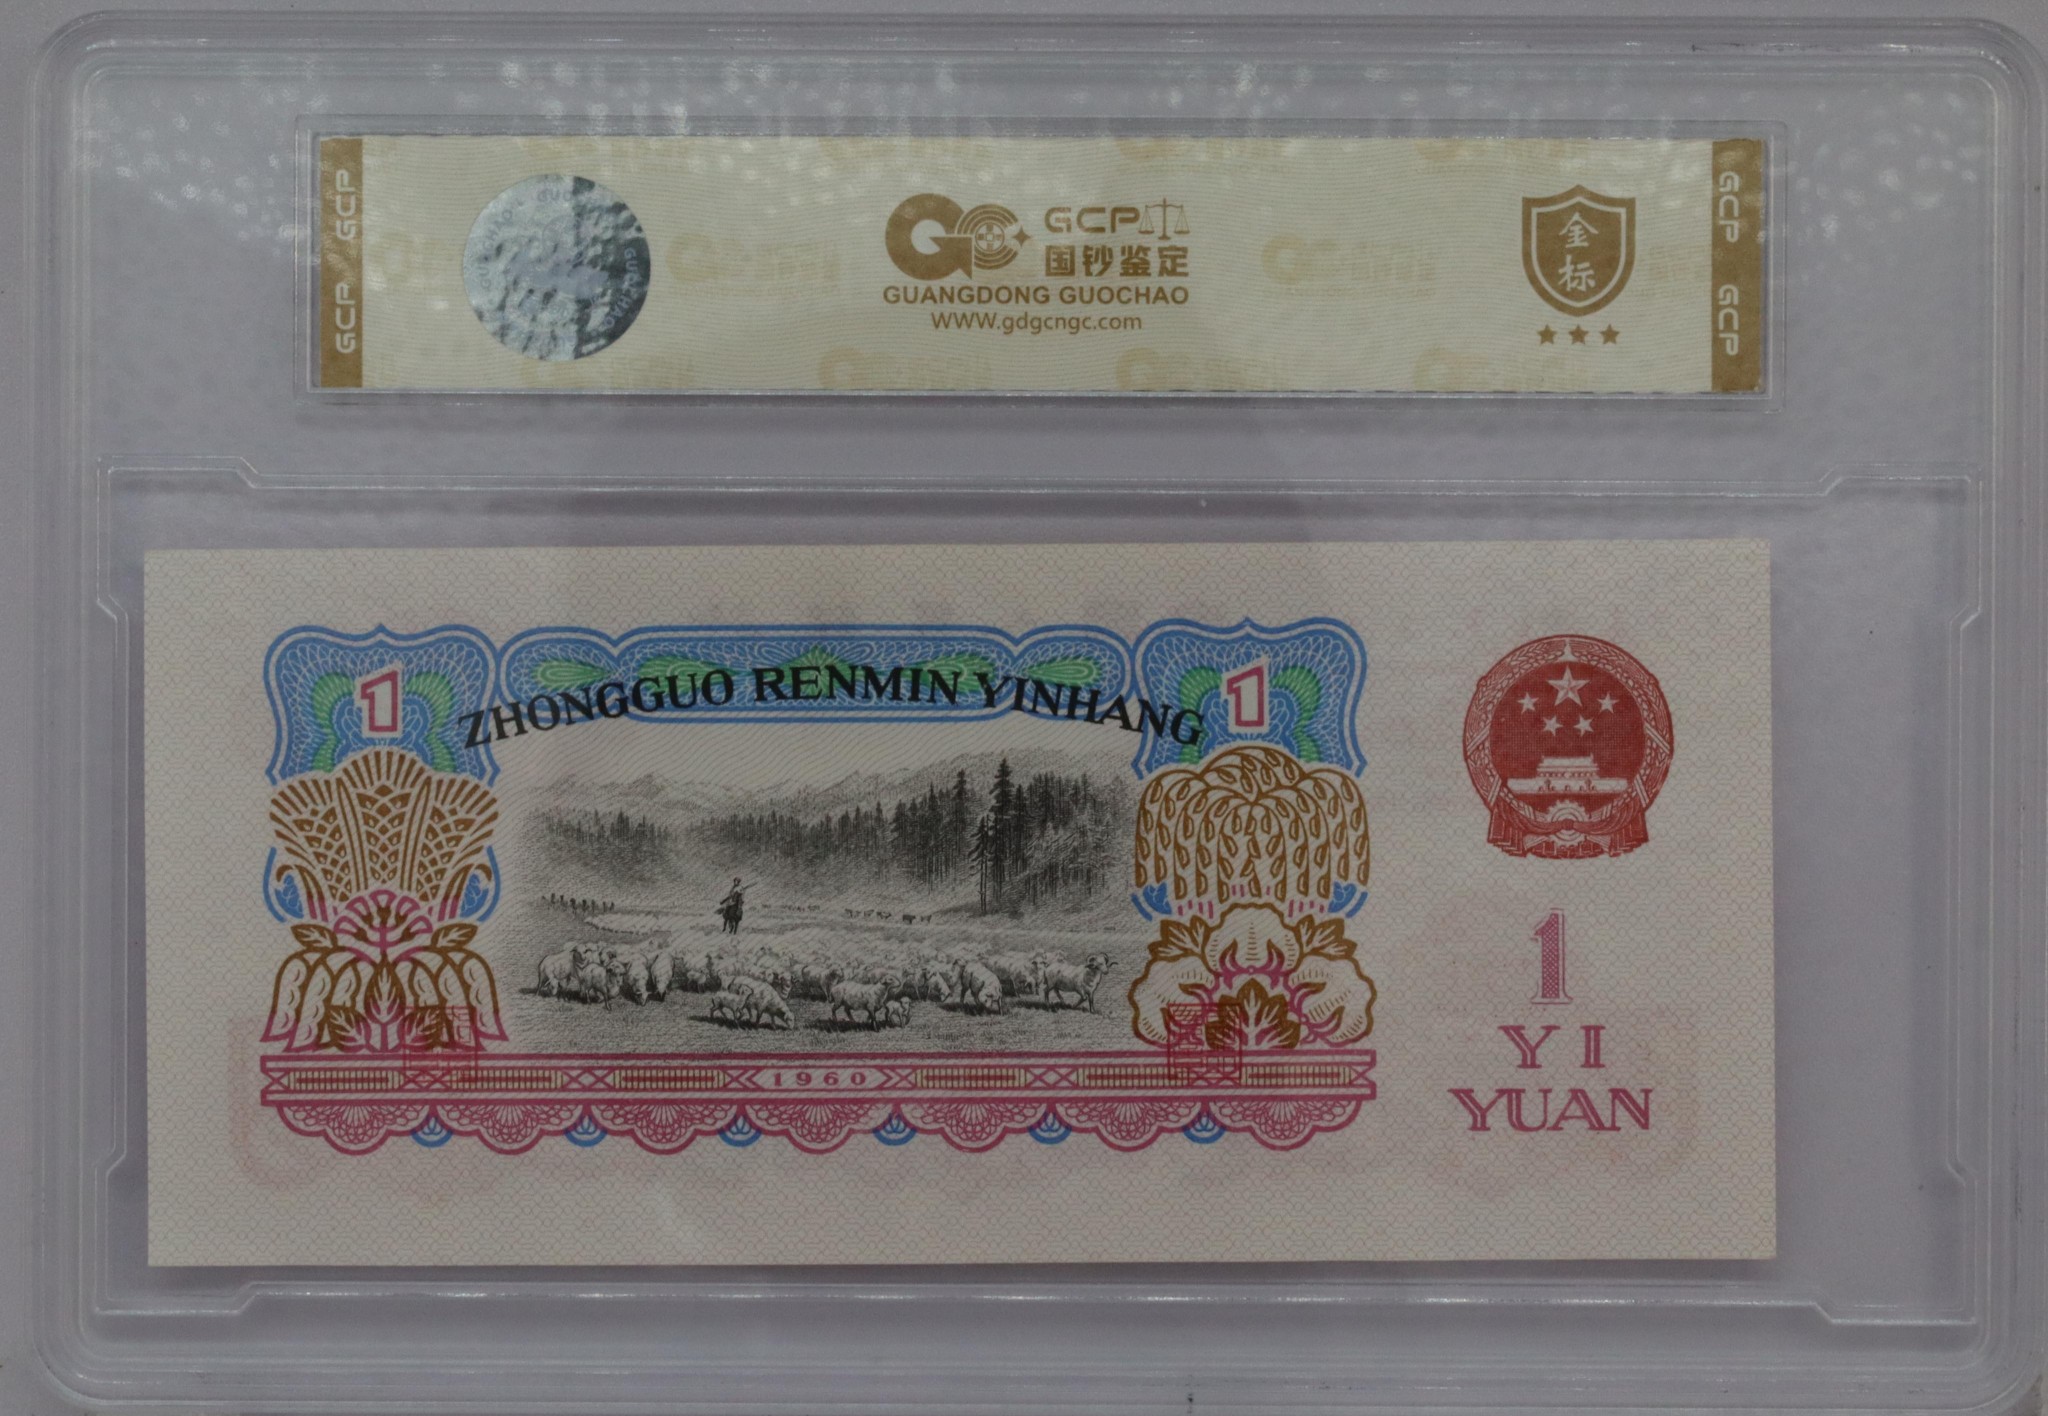 GCP GCP
GCP
国钞鉴定
GUANGDONG GUOCHAO
WWW.gdgcngc.com
金标
GCP GCP
1
ZHONGGUO RENMIN YINHANG
1
1960
1
YI
YUAN